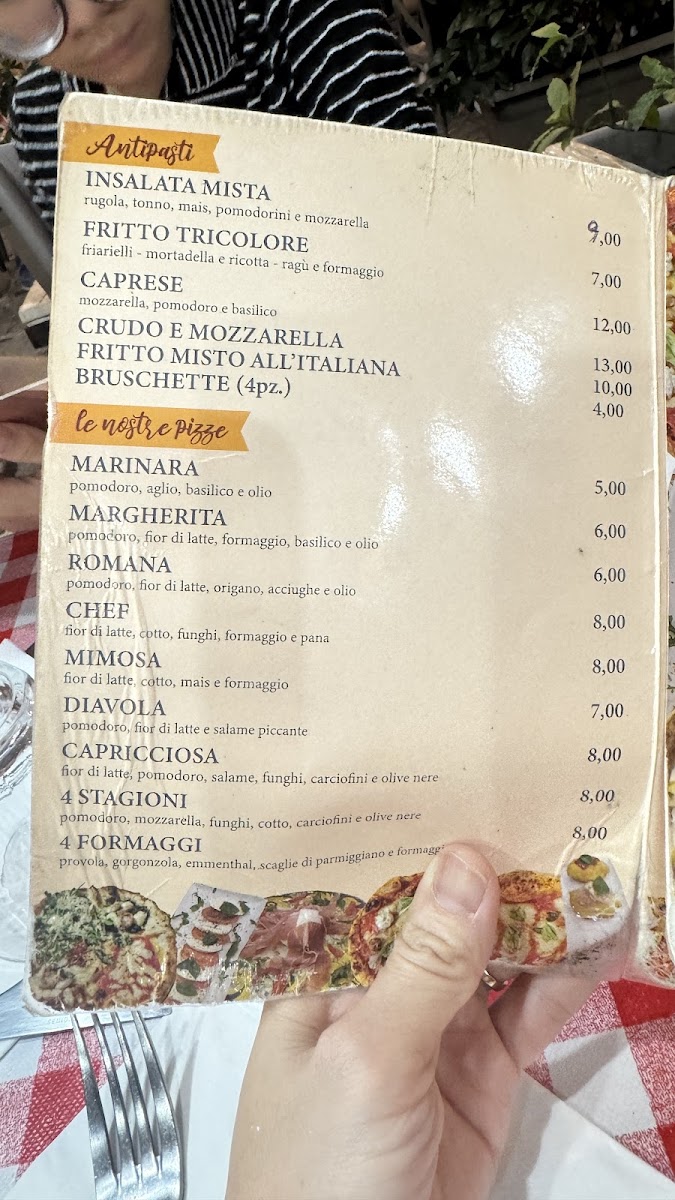 Antipasti
INSALATA MISTA
rugola, tonno, mais, pomodorini e mozzarella 9,00
FRITTO TRICOLORE
friarielli - mortadella e ricotta - ragù e formaggio 7,00
CAPRESE
mozzarella, pomodoro e basilico 12,00
CRUDO E MOZZARELLA 13,00
FRITTO MISTO ALL'ITALIANA 10,00
BRUSCHETTE (4pz.) 4,00
le nostre pizze
MARINARA
pomodoro, aglio, basilico e olio 5,00
MARGHERITA
pomodoro, fior di latte, formaggio, basilico e olio 6,00
ROMANA
pomodoro, fior di latte, origano, acciughe e olio 6,00
CHEF
fior di latte, cotto, funghi, formaggio e pana 8,00
MIMOSA
fior di latte, cotto, mais e formaggio 8,00
DIAVOLA
pomodoro, fior di latte e salame piccante 7,00
CAPRICCIOSA
fior di latte, pomodoro, salame, funghi, carciofini e olive nere 8,00
4 STAGIONI
pomodoro, mozzarella, funghi, cotto, carciofini e olive nere 8,00
4 FORMAGGI
provola, gorgonzola, emmenthal, scaglie di parmiggiano e formaggi 8,00